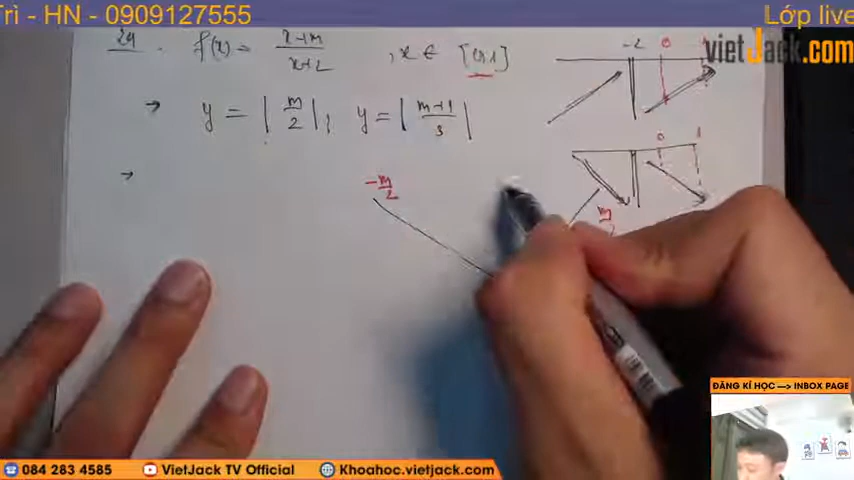 Trì - HN - 0909127555
Lớp live
vietJack.com
29. f(x) = x+m / x+2 , x ∈ [0,1]
→ y = | m/2 | ; y = | m+1 / 3 |
→
-2 0
0 1
-m/2
m
ĐĂNG KÍ HỌC --> INBOX PAGE
084 283 4585 VietJack TV Official Khoahoc.vietjack.com